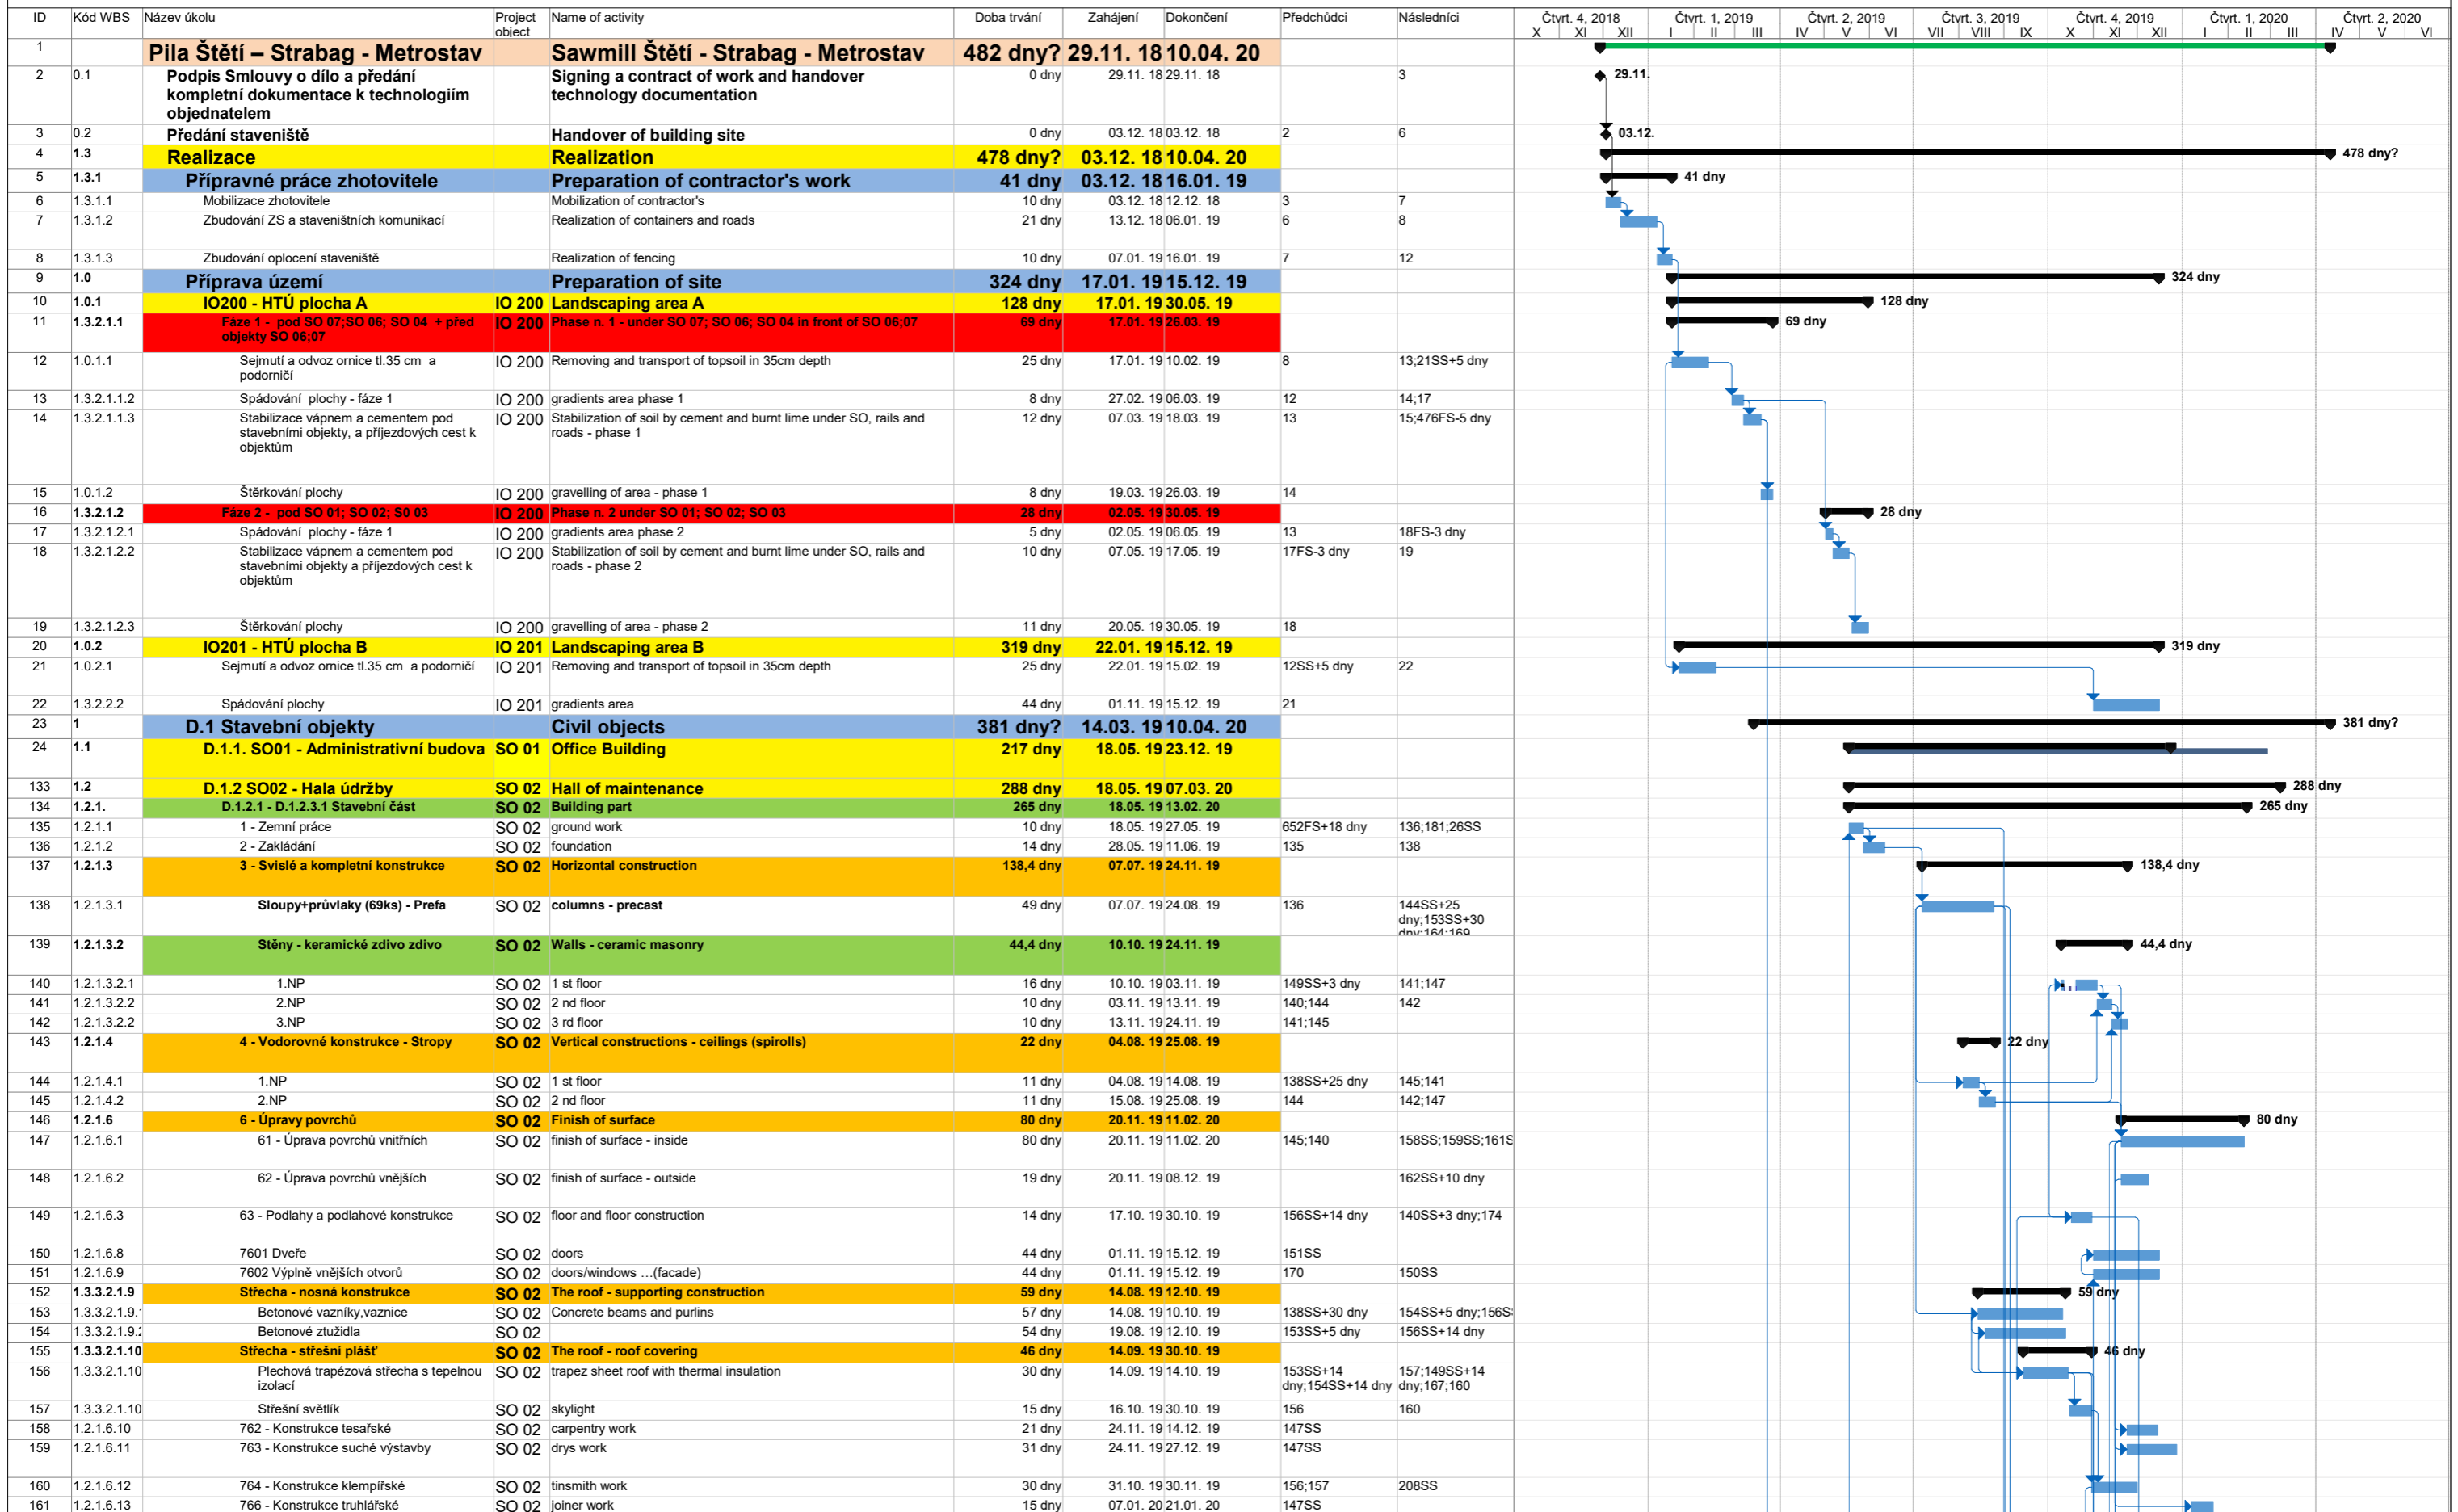 ID Kód WBS Název úkolu Project object Name of activity Doba trvání Zahájení Dokončení Předchůdci Následníci Čtvrt. 4, 2018 Čtvrt. 1, 2019 Čtvrt. 2, 2019 Čtvrt. 3, 2019 Čtvrt. 4, 2019 Čtvrt. 1, 2020 Čtvrt. 2, 2020
X XI XII I II III IV V VI VII VIII IX X XI XII I II III IV V VI
1 Pila Štětí – Strabag - Metrostav Sawmill Štětí - Strabag - Metrostav 482 dny? 29.11. 18 10.04. 20
2 0.1 Podpis Smlouvy o dílo a předání Signing a contract of work and handover 0 dny 29.11. 18 29.11. 18 3 29.11.
kompletní dokumentace k technologiím technology documentation
objednatelem
3 0.2 Předání staveniště Handover of building site 0 dny 03.12. 18 03.12. 18 2 6 03.12.
4 1.3 Realizace Realization 478 dny? 03.12. 18 10.04. 20 478 dny?
5 1.3.1 Přípravné práce zhotovitele Preparation of contractor's work 41 dny 03.12. 18 16.01. 19 41 dny
6 1.3.1.1 Mobilizace zhotovitele Mobilization of contractor's 10 dny 03.12. 18 12.12. 18 3 7
7 1.3.1.2 Zbudování ZS a staveništních komunikací Realization of containers and roads 21 dny 13.12. 18 06.01. 19 6 8
8 1.3.1.3 Zbudování oplocení staveniště Realization of fencing 10 dny 07.01. 19 16.01. 19 7 12
9 1.0 Příprava území Preparation of site 324 dny 17.01. 19 15.12. 19 324 dny
10 1.0.1 IO200 - HTÚ plocha A IO 200 Landscaping area A 128 dny 17.01. 19 30.05. 19 128 dny
11 1.3.2.1.1 Fáze 1 - pod SO 07;SO 06; SO 04 + před IO 200 Phase n. 1 - under SO 07; SO 06; SO 04 in front of SO 06;07 69 dny 17.01. 19 26.03. 19 69 dny
objekty SO 06;07
12 1.0.1.1 Sejmutí a odvoz ornice tl.35 cm a IO 200 Removing and transport of topsoil in 35cm depth 25 dny 17.01. 19 10.02. 19 8 13;21SS+5 dny
podorničí
13 1.3.2.1.1.2 Spádování plochy - fáze 1 IO 200 gradients area phase 1 8 dny 27.02. 19 06.03. 19 12 14;17
14 1.3.2.1.1.3 Stabilizace vápnem a cementem pod IO 200 Stabilization of soil by cement and burnt lime under SO, rails and 12 dny 07.03. 19 18.03. 19 13 15;476FS-5 dny
stavebními objekty, a příjezdových cest k roads - phase 1
objektům
15 1.0.1.2 Štěrkování plochy IO 200 gravelling of area - phase 1 8 dny 19.03. 19 26.03. 19 14
16 1.3.2.1.2 Fáze 2 - pod SO 01; SO 02; S0 03 IO 200 Phase n. 2 under SO 01; SO 02; SO 03 28 dny 02.05. 19 30.05. 19 28 dny
17 1.3.2.1.2.1 Spádování plochy - fáze 1 IO 200 gradients area phase 2 5 dny 02.05. 19 06.05. 19 13 18FS-3 dny
18 1.3.2.1.2.2 Stabilizace vápnem a cementem pod IO 200 Stabilization of soil by cement and burnt lime under SO, rails and 10 dny 07.05. 19 17.05. 19 17FS-3 dny 19
stavebními objekty a příjezdových cest k roads - phase 2
objektům
19 1.3.2.1.2.3 Štěrkování plochy IO 200 gravelling of area - phase 2 11 dny 20.05. 19 30.05. 19 18
20 1.0.2 IO201 - HTÚ plocha B IO 201 Landscaping area B 319 dny 22.01. 19 15.12. 19 319 dny
21 1.0.2.1 Sejmutí a odvoz ornice tl.35 cm a podorničí IO 201 Removing and transport of topsoil in 35cm depth 25 dny 22.01. 19 15.02. 19 12SS+5 dny 22
22 1.3.2.2.2 Spádování plochy IO 201 gradients area 44 dny 01.11. 19 15.12. 19 21
23 1 D.1 Stavební objekty Civil objects 381 dny? 14.03. 19 10.04. 20 381 dny?
24 1.1 D.1.1. SO01 - Administrativní budova SO 01 Office Building 217 dny 18.05. 19 23.12. 19
133 1.2 D.1.2 SO02 - Hala údržby SO 02 Hall of maintenance 288 dny 18.05. 19 07.03. 20 288 dny
134 1.2.1. D.1.2.1 - D.1.2.3.1 Stavební část SO 02 Building part 265 dny 18.05. 19 13.02. 20 265 dny
135 1.2.1.1 1 - Zemní práce SO 02 ground work 10 dny 18.05. 19 27.05. 19 652FS+18 dny 136;181;26SS
136 1.2.1.2 2 - Zakládání SO 02 foundation 14 dny 28.05. 19 11.06. 19 135 138
137 1.2.1.3 3 - Svislé a kompletní konstrukce SO 02 Horizontal construction 138,4 dny 07.07. 19 24.11. 19 138,4 dny
138 1.2.1.3.1 Sloupy+průvlaky (69ks) - Prefa SO 02 columns - precast 49 dny 07.07. 19 24.08. 19 136 144SS+25
dny;153SS+30
dny;164;169
139 1.2.1.3.2 Stěny - keramické zdivo zdivo SO 02 Walls - ceramic masonry 44,4 dny 10.10. 19 24.11. 19 44,4 dny
140 1.2.1.3.2.1 1.NP SO 02 1 st floor 16 dny 10.10. 19 03.11. 19 149SS+3 dny 141;147
141 1.2.1.3.2.2 2.NP SO 02 2 nd floor 10 dny 03.11. 19 13.11. 19 140;144 142
142 1.2.1.3.2.2 3.NP SO 02 3 rd floor 10 dny 13.11. 19 24.11. 19 141;145
143 1.2.1.4 4 - Vodorovné konstrukce - Stropy SO 02 Vertical constructions - ceilings (spirolls) 22 dny 04.08. 19 25.08. 19 22 dny
144 1.2.1.4.1 1.NP SO 02 1 st floor 11 dny 04.08. 19 14.08. 19 138SS+25 dny 145;141
145 1.2.1.4.2 2.NP SO 02 2 nd floor 11 dny 15.08. 19 25.08. 19 144 142;147
146 1.2.1.6 6 - Úpravy povrchů SO 02 Finish of surface 80 dny 20.11. 19 11.02. 20 80 dny
147 1.2.1.6.1 61 - Úprava povrchů vnitřních SO 02 finish of surface - inside 80 dny 20.11. 19 11.02. 20 145;140 158SS;159SS;161S
148 1.2.1.6.2 62 - Úprava povrchů vnějších SO 02 finish of surface - outside 19 dny 20.11. 19 08.12. 19 162SS+10 dny
149 1.2.1.6.3 63 - Podlahy a podlahové konstrukce SO 02 floor and floor construction 14 dny 17.10. 19 30.10. 19 156SS+14 dny 140SS+3 dny;174
150 1.2.1.6.8 7601 Dveře SO 02 doors 44 dny 01.11. 19 15.12. 19 151SS
151 1.2.1.6.9 7602 Výplně vnějších otvorů SO 02 doors/windows ...(facade) 44 dny 01.11. 19 15.12. 19 170 150SS
152 1.3.3.2.1.9 Střecha - nosná konstrukce SO 02 The roof - supporting construction 59 dny 14.08. 19 12.10. 19 59 dny
153 1.3.3.2.1.9. Betonové vazníky,vaznice SO 02 Concrete beams and purlins 57 dny 14.08. 19 10.10. 19 138SS+30 dny 154SS+5 dny;156S
154 1.3.3.2.1.9.2 Betonové ztužidla SO 02 54 dny 19.08. 19 12.10. 19 153SS+5 dny 156SS+14 dny
155 1.3.3.2.1.10 Střecha - střešní plášť SO 02 The roof - roof covering 46 dny 14.09. 19 30.10. 19 46 dny
156 1.3.3.2.1.10 Plechová trapézová střecha s tepelnou SO 02 trapez sheet roof with thermal insulation 30 dny 14.09. 19 14.10. 19 153SS+14 157;149SS+14
izolací dny;154SS+14 dny dny;167;160
157 1.3.3.2.1.10 Střešní světlík SO 02 skylight 15 dny 16.10. 19 30.10. 19 156 160
158 1.2.1.6.10 762 - Konstrukce tesařské SO 02 carpentry work 21 dny 24.11. 19 14.12. 19 147SS
159 1.2.1.6.11 763 - Konstrukce suché výstavby SO 02 drys work 31 dny 24.11. 19 27.12. 19 147SS
160 1.2.1.6.12 764 - Konstrukce klempířské SO 02 tinsmith work 30 dny 31.10. 19 30.11. 19 156;157 208SS
161 1.2.1.6.13 766 - Konstrukce truhlářské SO 02 joiner work 15 dny 07.01. 20 21.01. 20 147SS